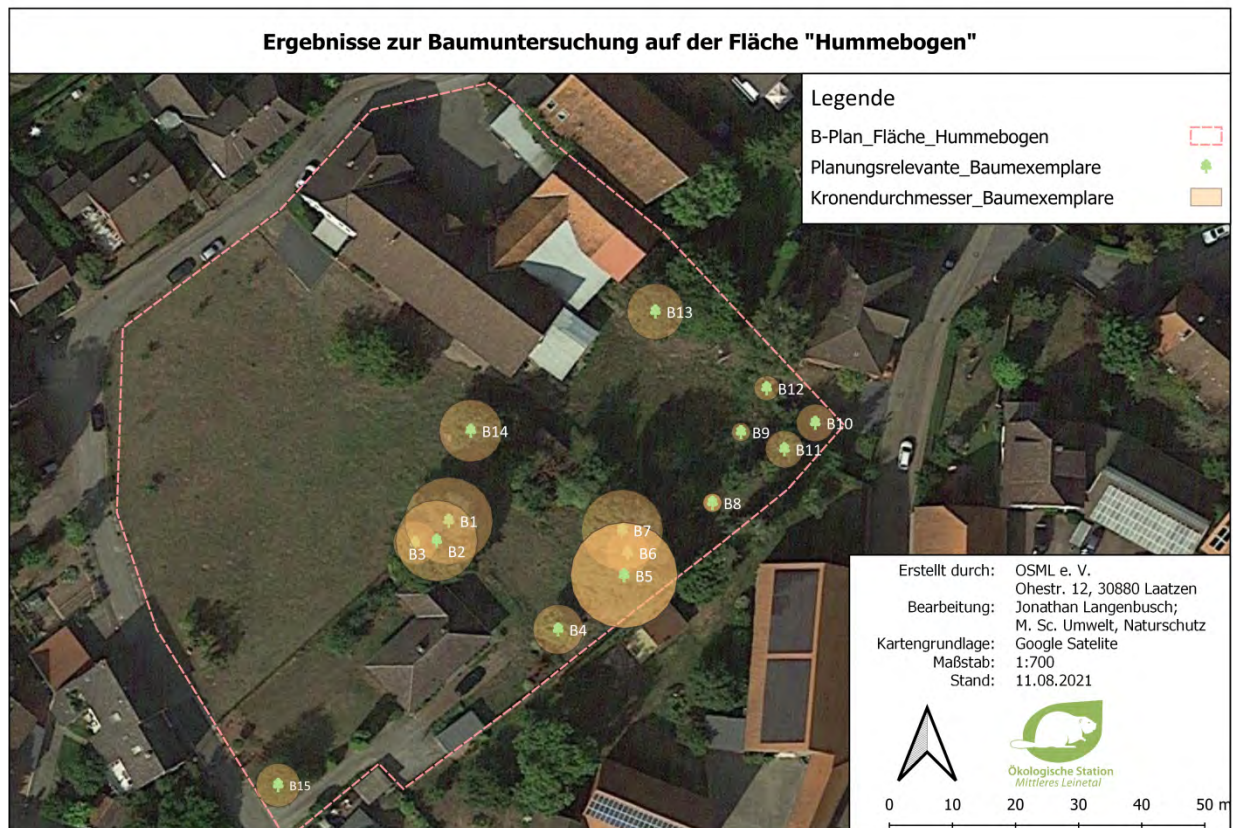 Ergebnisse zur Baumuntersuchung auf der Fläche "Hummebogen"
Legende
B-Plan_Fläche_Hummebogen
Planungsrelevante_Baumexemplare
Kronendurchmesser_Baumexemplare
B13
B12
B10
B14
B9
B11
B8
B1
B7
B3
B2
B6
B5
B4
B15
Erstellt durch: OSML e. V.
Ohestr. 12, 30880 Laatzen
Bearbeitung: Jonathan Langenbusch;
M. Sc. Umwelt, Naturschutz
Kartengrundlage: Google Satelite
Maßstab: 1:700
Stand: 11.08.2021
Ökologische Station
Mittleres Leinetal
0 10 20 30 40 50 m